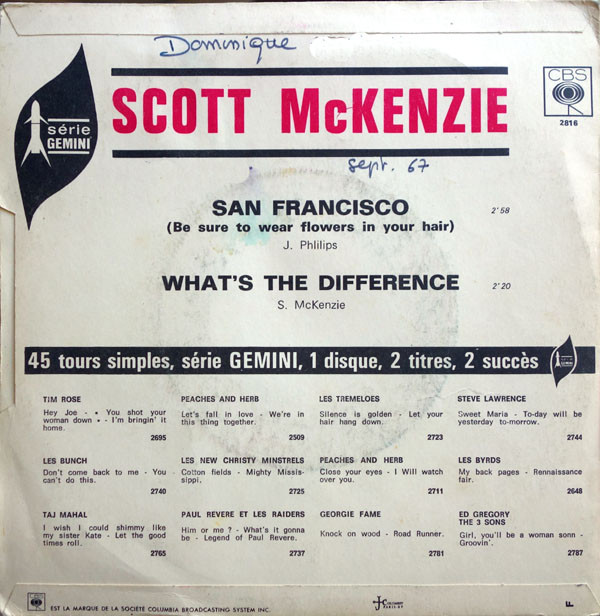 Dominique
CBS
2816
série
GEMINI
SCOTT McKENZIE
sept. 67
SAN FRANCISCO 2'58
(Be sure to wear flowers in your hair)
J. Phlilips
WHAT'S THE DIFFERENCE 2'20
S. McKenzie
45 tours simples, série GEMINI, 1 disque, 2 titres, 2 succès
TIM ROSE
Hey Joe - • You shot your
woman down • - I'm bringin' it
home.
2695
PEACHES AND HERB
Let's fall in love - We're in
this thing together.
2509
LES TREMELOES
Silence is golden - Let your
hair hang down.
2723
STEVE LAWRENCE
Sweet Maria - To-day will be
yesterday to-morrow.
2744
LES BUNCH
Don't come back to me - You
can't do this.
2740
LES NEW CHRISTY MINSTRELS
Cotton fields - Mighty Missis-
sippi.
2725
PEACHES AND HERB
Close your eyes - I Will watch
over you.
2711
LES BYRDS
My back pages - Rennaissance
fair.
2648
TAJ MAHAL
I wish I could shimmy like
my sister Kate - Let the good
times roll.
2765
PAUL REVERE ET LES RAIDERS
Him or me ? - What's it gonna
be - Legend of Paul Revere.
2737
GEORGIE FAME
Knock on wood - Road Runner.
2781
ED GREGORY
THE 3 SONS
Girl, you'll be a woman sonn -
Groovin'.
2787
EST LA MARQUE DE LA SOCIÉTÉ COLUMBIA BROADCASTING SYSTEM INC.
F